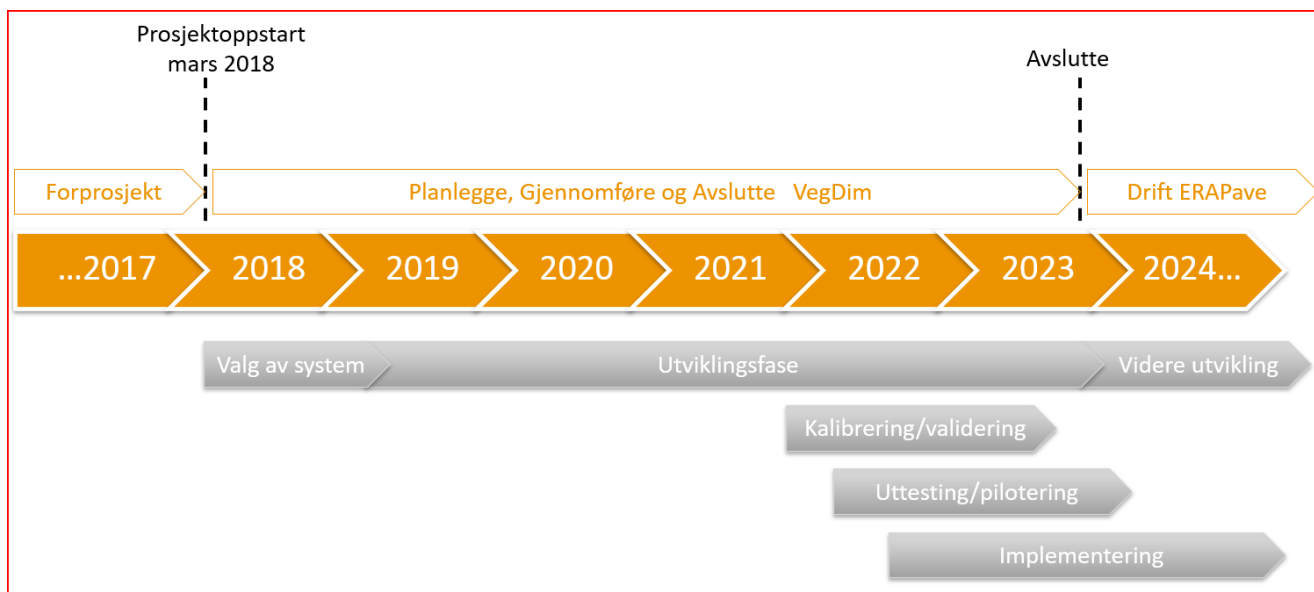 Prosjektoppstart
mars 2018
Avslutte
Forprosjekt
Planlegge, Gjennomføre og Avslutte VegDim
Drift ERAPave
...2017
2018
2019
2020
2021
2022
2023
2024...
Valg av system
Utviklingsfase
Videre utvikling
Kalibrering/validering
Uttesting/pilotering
Implementering